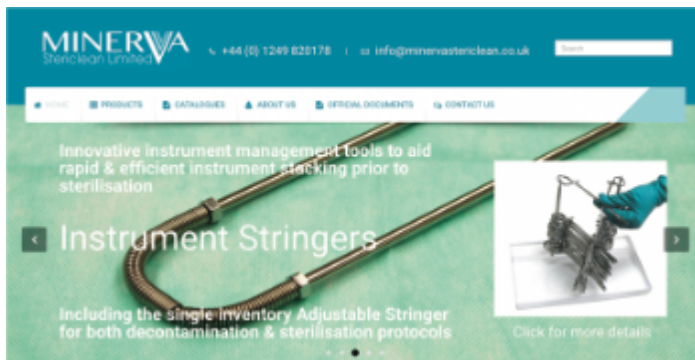 MINERVA
Stericlean Limited
+44 (0) 1249 820178 | info@minervastericlean.co.uk
Search
HOME PRODUCTS CATALOGUES ABOUT US OFFICIAL DOCUMENTS CONTACT US
Innovative instrument management tools to aid
rapid & efficient instrument stacking prior to
sterilisation
Instrument Stringers
Including the single inventory Adjustable Stringer
for both decontamination & sterilisation protocols
Click for more details